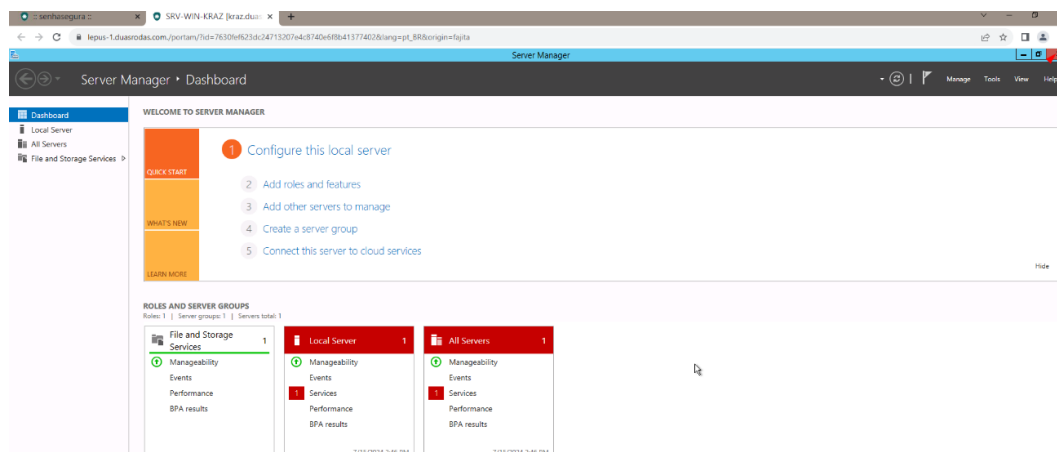 :: senhasegura ::
SRV-WIN-KRAZ [kraz.duas
lepus-1.duasrodas.com./portam/?id=7630fef623dc24713207e4c8740e6f8b41377402&lang=pt_BR&origin=fajita
Server Manager
Server Manager • Dashboard
Manage Tools View Help
Dashboard
Local Server
All Servers
File and Storage Services
WELCOME TO SERVER MANAGER
QUICK START
WHAT'S NEW
LEARN MORE
1 Configure this local server
2 Add roles and features
3 Add other servers to manage
4 Create a server group
5 Connect this server to cloud services
Hide
ROLES AND SERVER GROUPS
Roles: 1 | Server groups: 1 | Servers total: 1
File and Storage
Services
1
Manageability
Events
Performance
BPA results
Local Server 1
Manageability
Events
1 Services
Performance
BPA results
All Servers 1
Manageability
Events
1 Services
Performance
BPA results